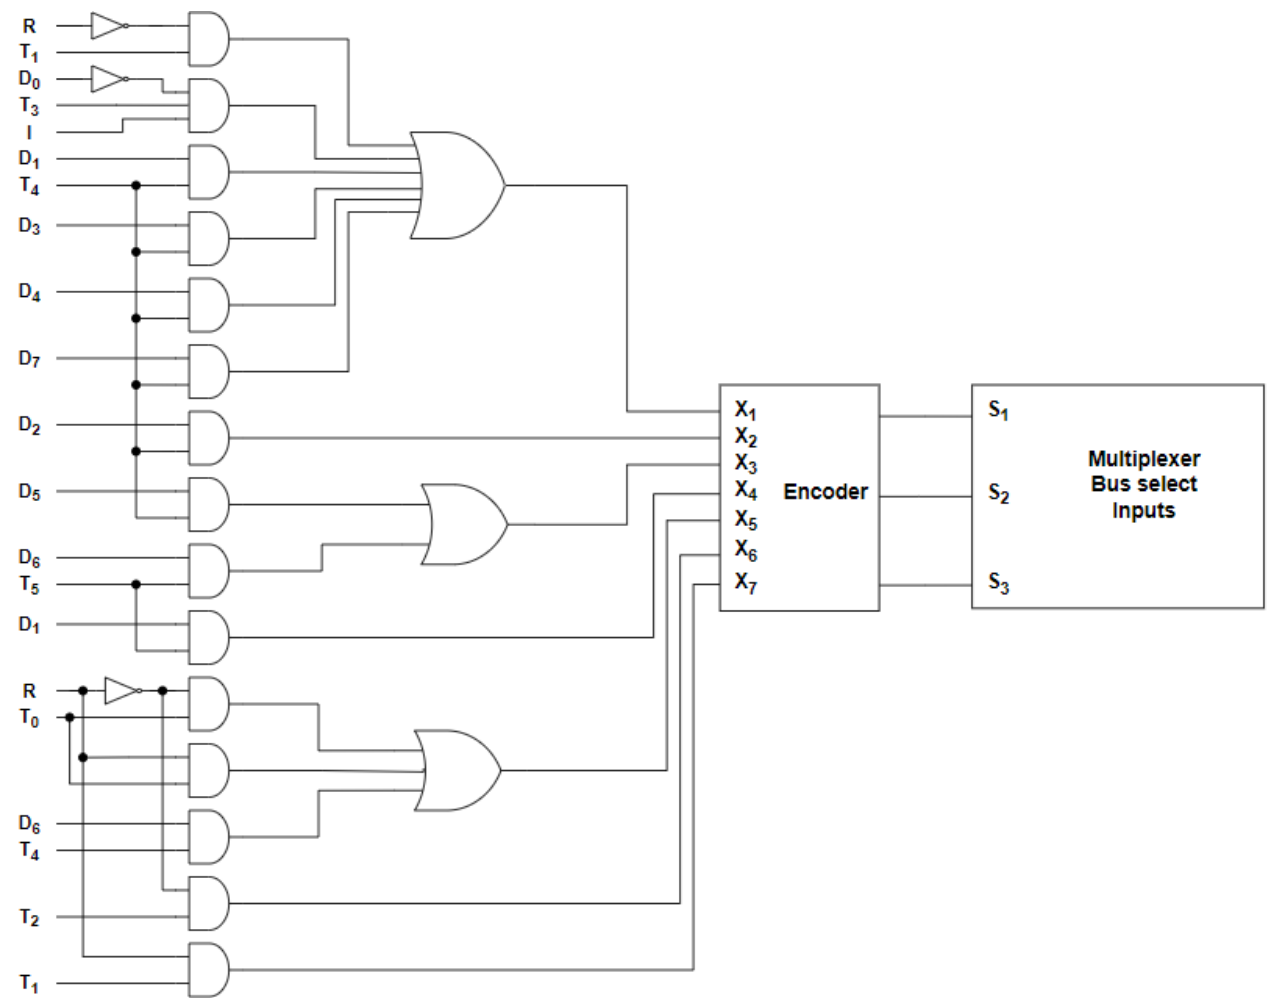 R
T₁
D₀
T₃
I
D₁
T₄
D₃
D₄
D₇
D₂
D₅
D₆
T₅
D₁
R
T₀
D₆
T₄
T₂
T₁
X₁
X₂
X₃
X₄
X₅
X₆
X₇
Encoder
S₁
S₂
S₃
Multiplexer
Bus select
Inputs